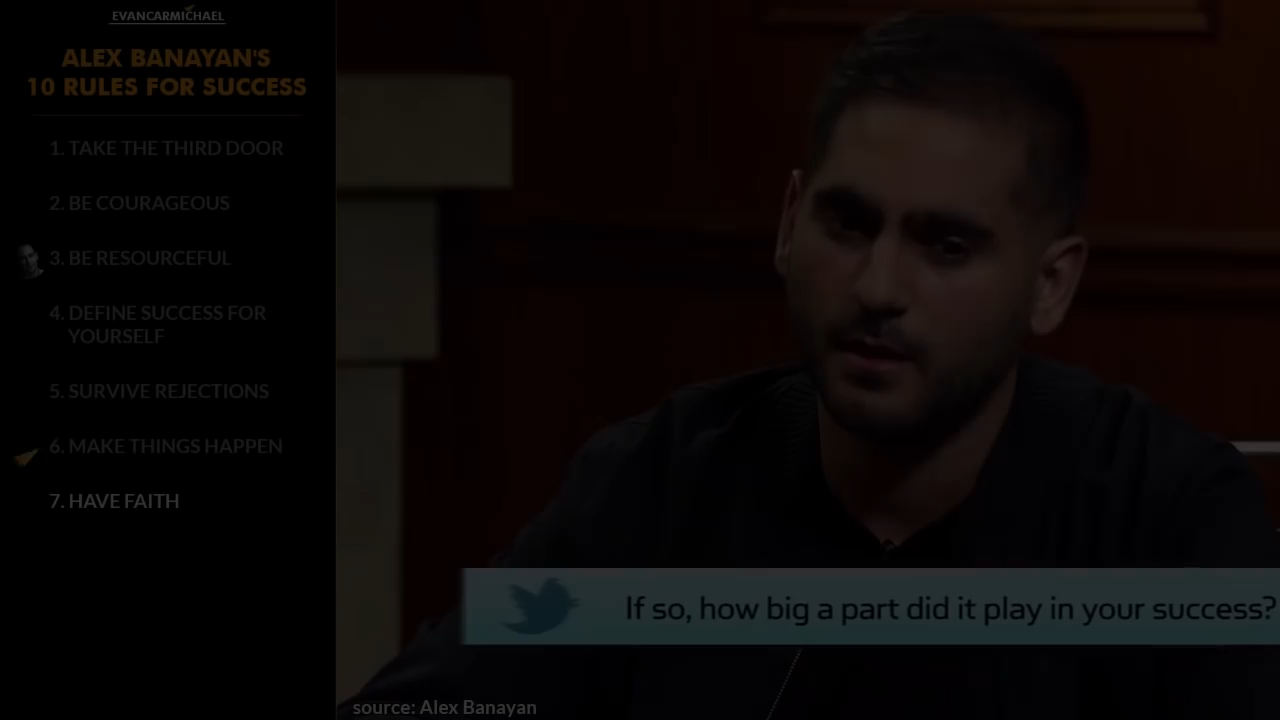 EVANCARMICHAEL
ALEX BANAYAN'S
10 RULES FOR SUCCESS
1. TAKE THE THIRD DOOR
2. BE COURAGEOUS
3. BE RESOURCEFUL
4. DEFINE SUCCESS FOR
YOURSELF
5. SURVIVE REJECTIONS
6. MAKE THINGS HAPPEN
7. HAVE FAITH
If so, how big a part did it play in your success?
source: Alex Banayan